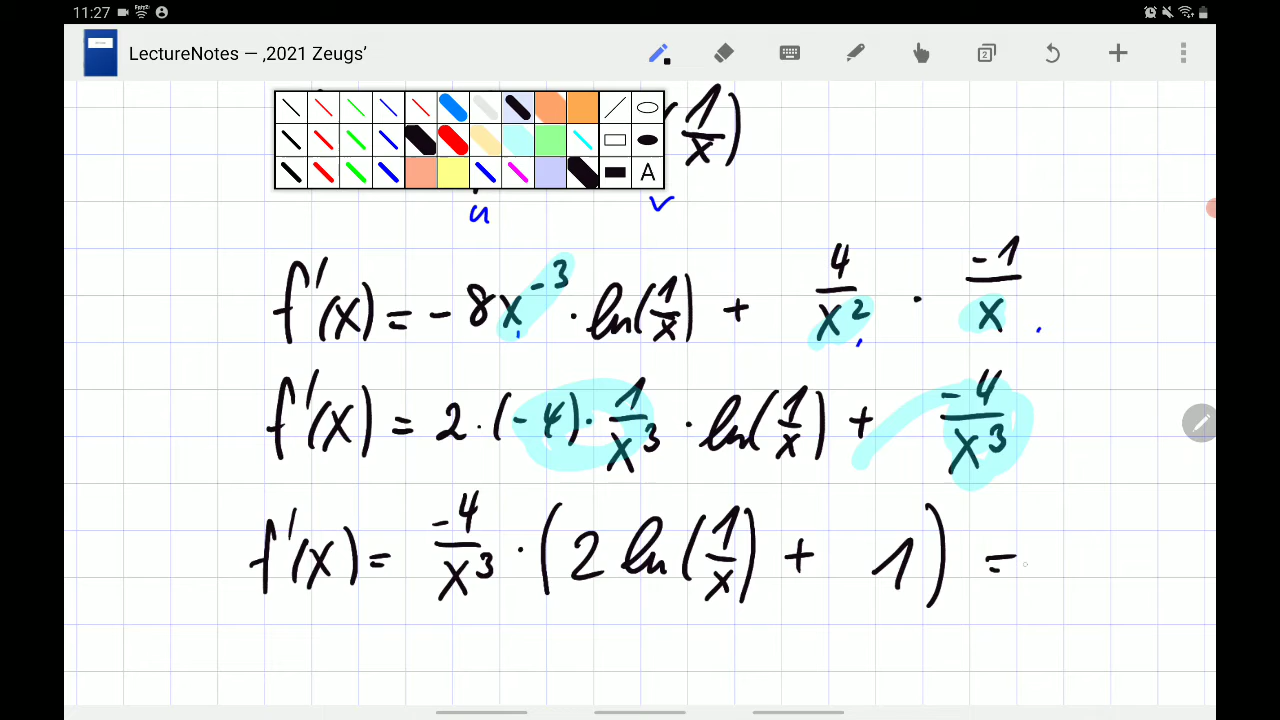 11:27
LectureNotes — ‚2021 Zeugs’
2
A
(1/x)
u v
f'(x) = - 8x^-3 · ln(1/x) + 4/x² · -1/x
f'(x) = 2 · (-4) · 1/x³ · ln(1/x) + -4/x³
f'(x) = -4/x³ · (2 ln(1/x) + 1) =